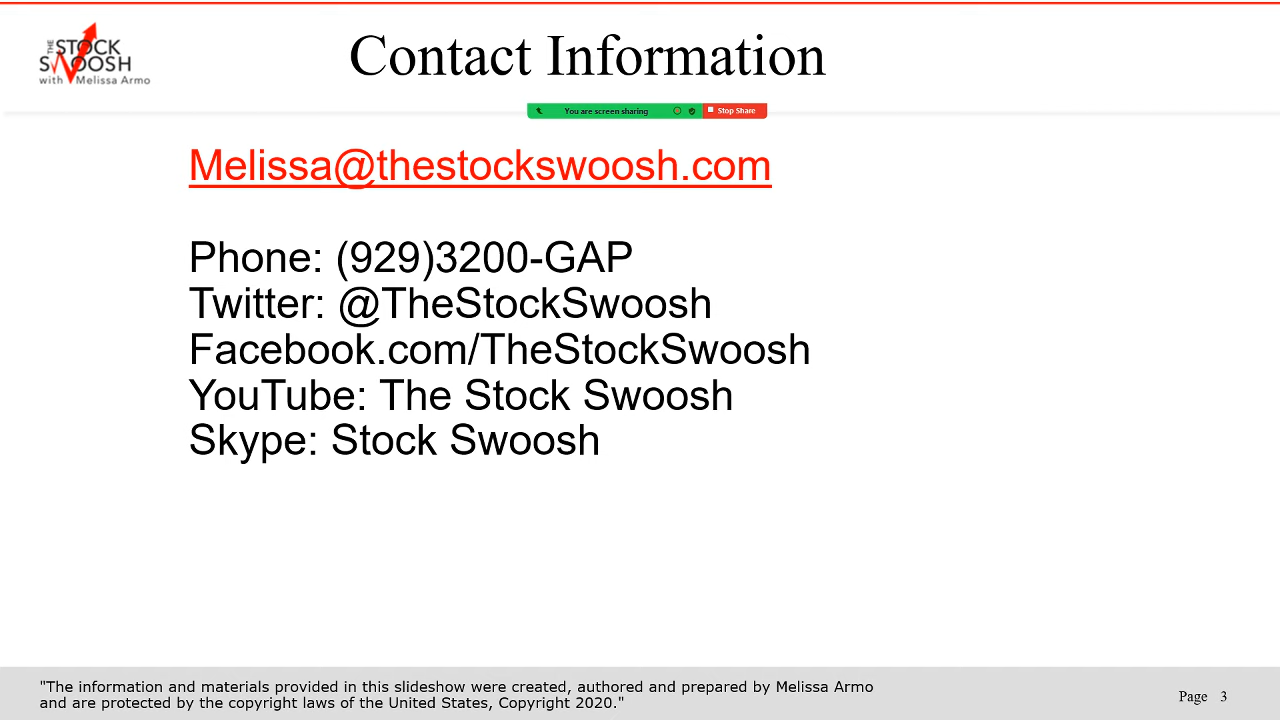 THE STOCK
SWOOSH
with Melissa Armo
Contact Information
You are screen sharing
Stop Share
Melissa@thestockswoosh.com
Phone: (929)3200-GAP
Twitter: @TheStockSwoosh
Facebook.com/TheStockSwoosh
YouTube: The Stock Swoosh
Skype: Stock Swoosh
"The information and materials provided in this slideshow were created, authored and prepared by Melissa Armo
and are protected by the copyright laws of the United States, Copyright 2020."
Page 3